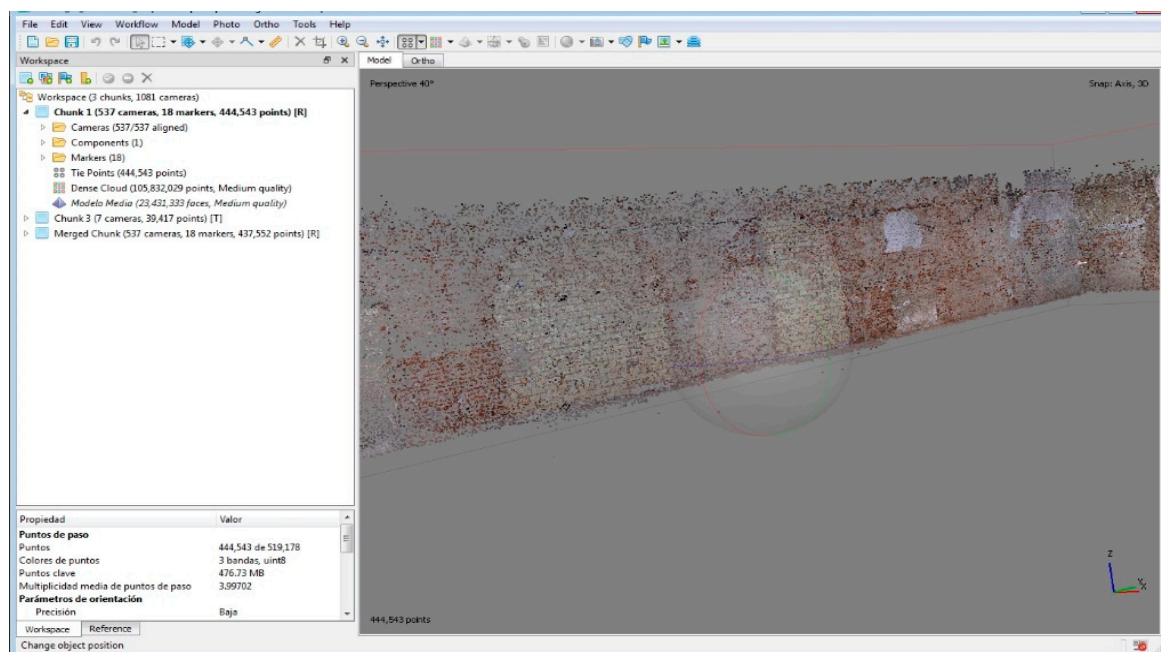 File Edit View Workflow Model Photo Ortho Tools Help
Workspace
Model Ortho
Perspective 40°
Snap: Axis, 3D
Workspace (3 chunks, 1081 cameras)
Chunk 1 (537 cameras, 18 markers, 444,543 points) [R]
Cameras (537/537 aligned)
Components (1)
Markers (18)
Tie Points (444,543 points)
Dense Cloud (105,832,029 points, Medium quality)
Modelo Media (23,431,333 faces, Medium quality)
Chunk 3 (7 cameras, 39,417 points) [T]
Merged Chunk (537 cameras, 18 markers, 437,552 points) [R]
Propiedad Valor
Puntos de paso
Puntos 444,543 de 519,178
Colores de puntos 3 bandas, uint8
Puntos clave 476.73 MB
Multiplicidad media de puntos de paso 3.99702
Parámetros de orientación
Precisión Baja
Workspace Reference
444,543 points
Z
X
Change object position